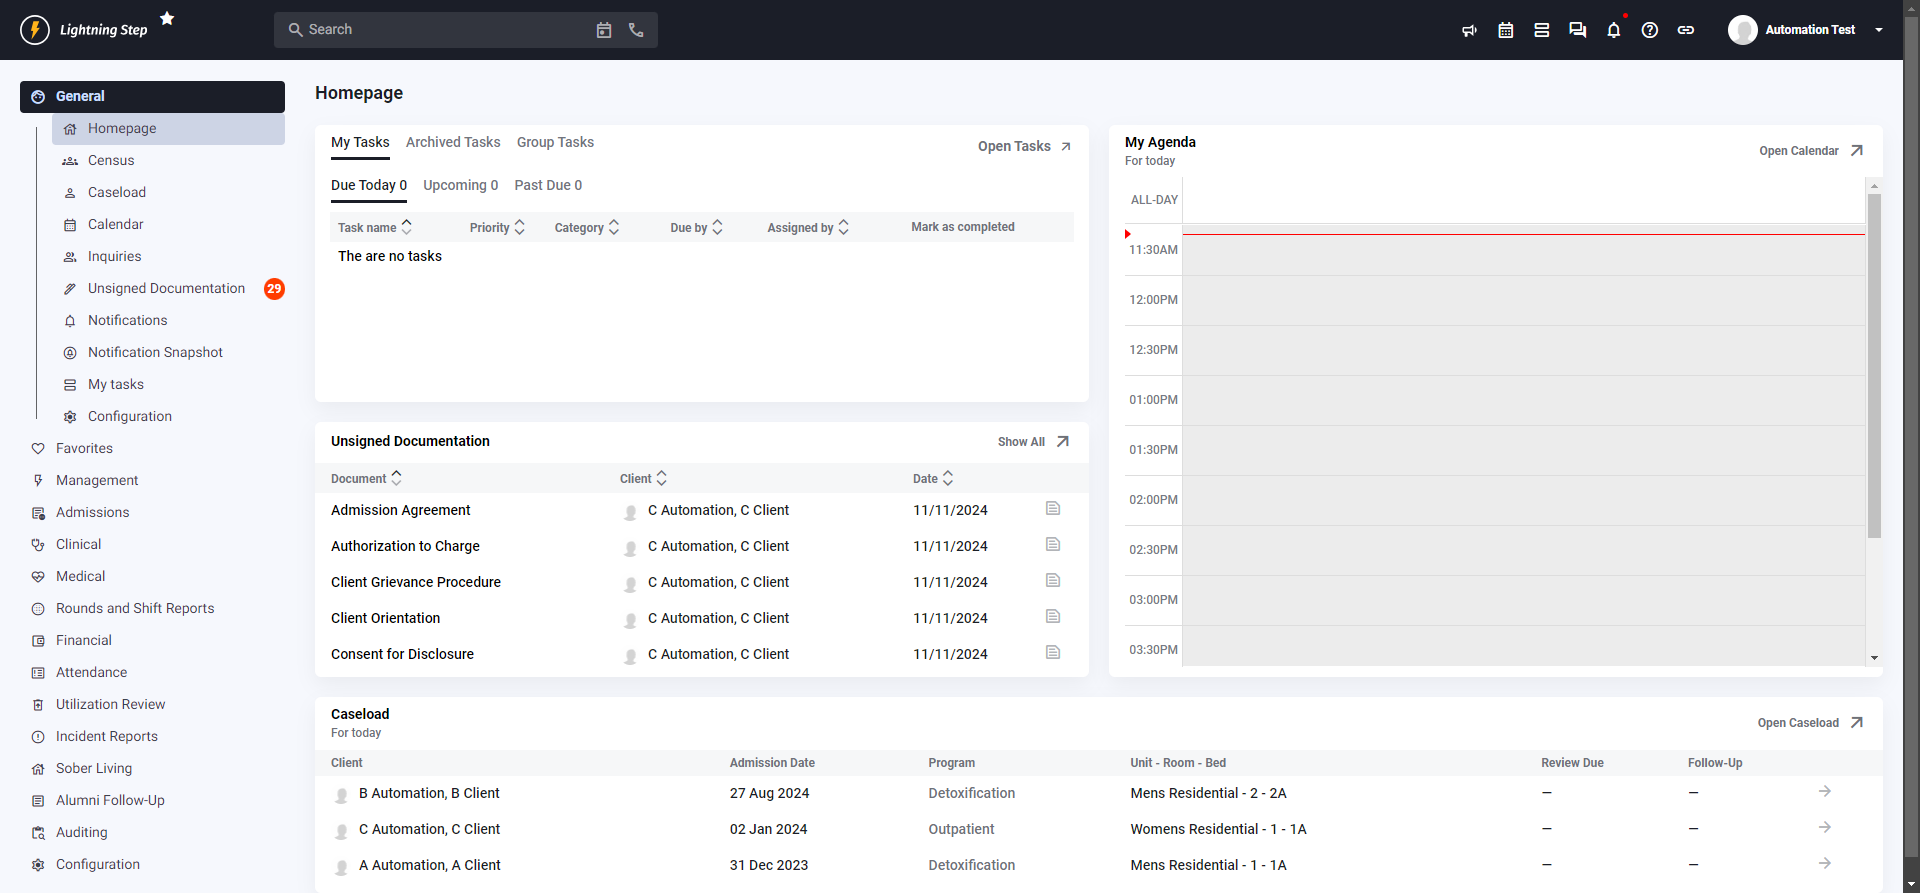 Lightning Step
Search
Automation Test
General
Homepage
Census
Caseload
Calendar
Inquiries
Unsigned Documentation 29
Notifications
Notification Snapshot
My tasks
Configuration
Favorites
Management
Admissions
Clinical
Medical
Rounds and Shift Reports
Financial
Attendance
Utilization Review
Incident Reports
Sober Living
Alumni Follow-Up
Auditing
Configuration
Homepage
My Tasks Archived Tasks Group Tasks Open Tasks
Due Today 0 Upcoming 0 Past Due 0
Task name Priority Category Due by Assigned by Mark as completed
The are no tasks
My Agenda
For today
Open Calendar
ALL-DAY
11:30AM
12:00PM
12:30PM
01:00PM
01:30PM
02:00PM
02:30PM
03:00PM
03:30PM
Unsigned Documentation Show All
Document Client Date
Admission Agreement C Automation, C Client 11/11/2024
Authorization to Charge C Automation, C Client 11/11/2024
Client Grievance Procedure C Automation, C Client 11/11/2024
Client Orientation C Automation, C Client 11/11/2024
Consent for Disclosure C Automation, C Client 11/11/2024
Caseload
For today
Open Caseload
Client Admission Date Program Unit - Room - Bed Review Due Follow-Up
B Automation, B Client 27 Aug 2024 Detoxification Mens Residential - 2 - 2A – –
C Automation, C Client 02 Jan 2024 Outpatient Womens Residential - 1 - 1A – –
A Automation, A Client 31 Dec 2023 Detoxification Mens Residential - 1 - 1A – –